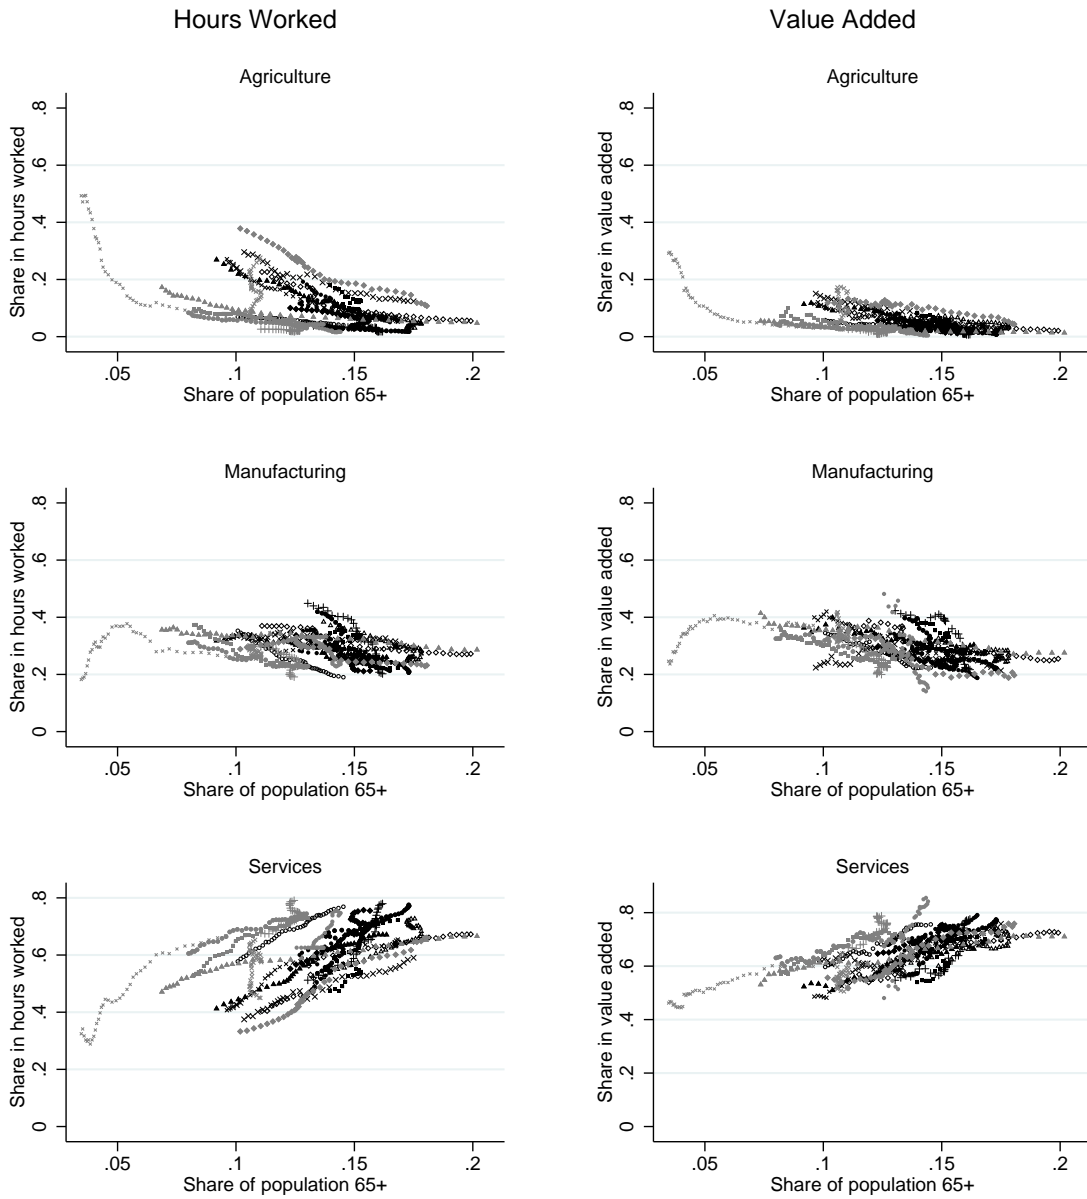 Hours Worked
Value Added
Agriculture
Share in hours worked
0 .2 .4 .6 .8
.05 .1 .15 .2
Share of population 65+
Agriculture
Share in value added
0 .2 .4 .6 .8
.05 .1 .15 .2
Share of population 65+
Manufacturing
Share in hours worked
0 .2 .4 .6 .8
.05 .1 .15 .2
Share of population 65+
Manufacturing
Share in value added
0 .2 .4 .6 .8
.05 .1 .15 .2
Share of population 65+
Services
Share in hours worked
0 .2 .4 .6 .8
.05 .1 .15 .2
Share of population 65+
Services
Share in value added
0 .2 .4 .6 .8
.05 .1 .15 .2
Share of population 65+